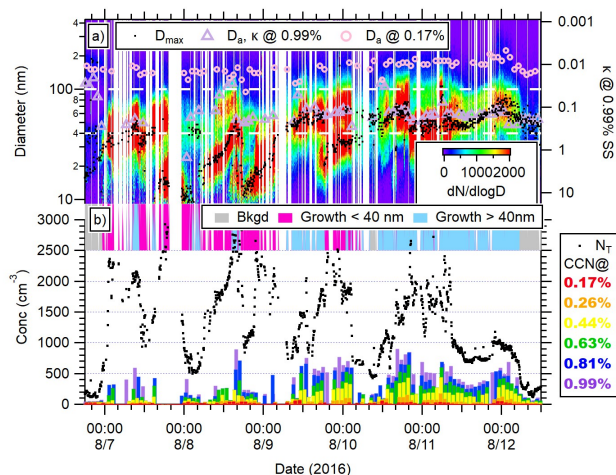 a)
D_max
D_a, κ @ 0.99%
D_a @ 0.17%
4
2
100
4
2
10
Diameter (nm)
0.001
0.01
0.1
1
10
κ @ 0.99% SS
0 1000 2000
dN/dlogD
b)
Bkgd
Growth < 40 nm
Growth > 40nm
3000
2500
2000
1500
1000
500
0
Conc (cm⁻³)
N_T
CCN@
0.17%
0.26%
0.44%
0.63%
0.81%
0.99%
00:00 00:00 00:00 00:00 00:00 00:00
8/7 8/8 8/9 8/10 8/11 8/12
Date (2016)